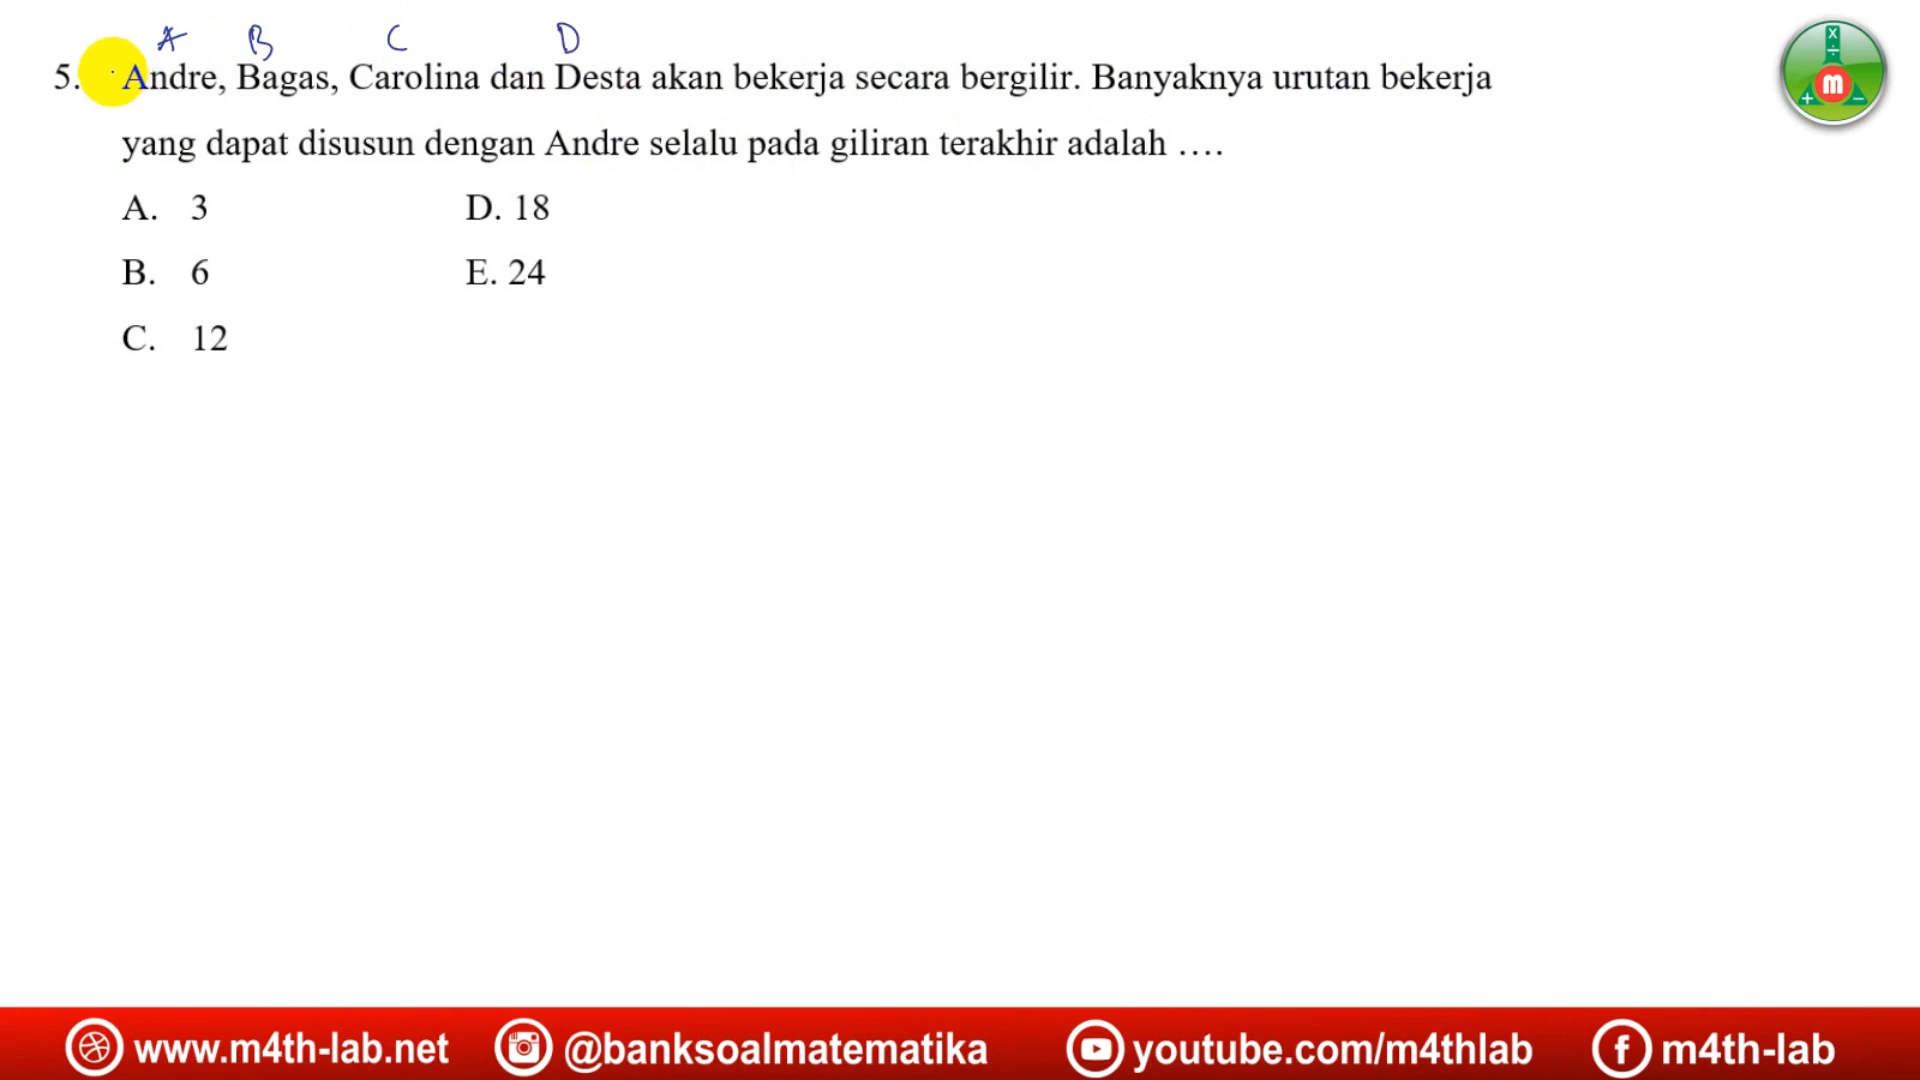 A B C D
5. Andre, Bagas, Carolina dan Desta akan bekerja secara bergilir. Banyaknya urutan bekerja
yang dapat disusun dengan Andre selalu pada giliran terakhir adalah ….
A. 3 D. 18
B. 6 E. 24
C. 12
x
÷
m
+ −
www.m4th-lab.net @banksoalmatematika youtube.com/m4thlab f m4th-lab